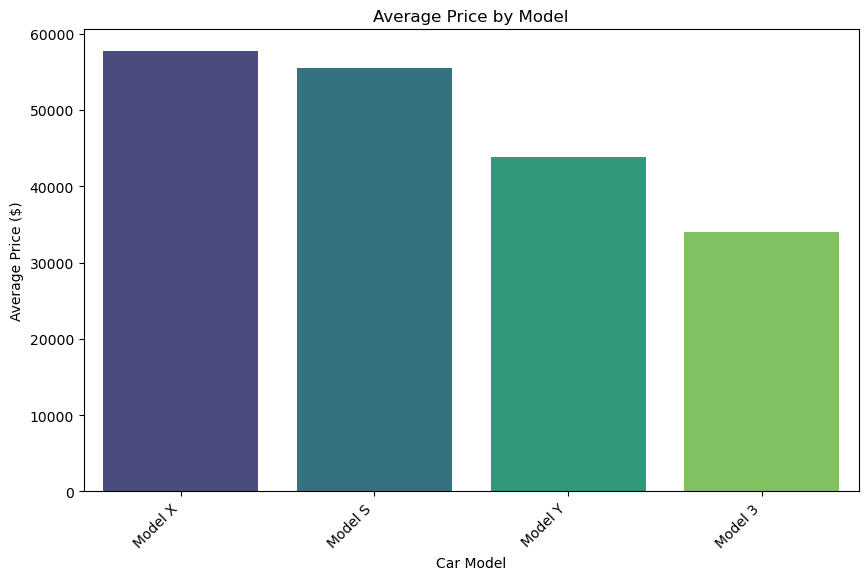 Average Price by Model
Average Price ($)
60000
50000
40000
30000
20000
10000
0
Model X
Model S
Model Y
Model 3
Car Model